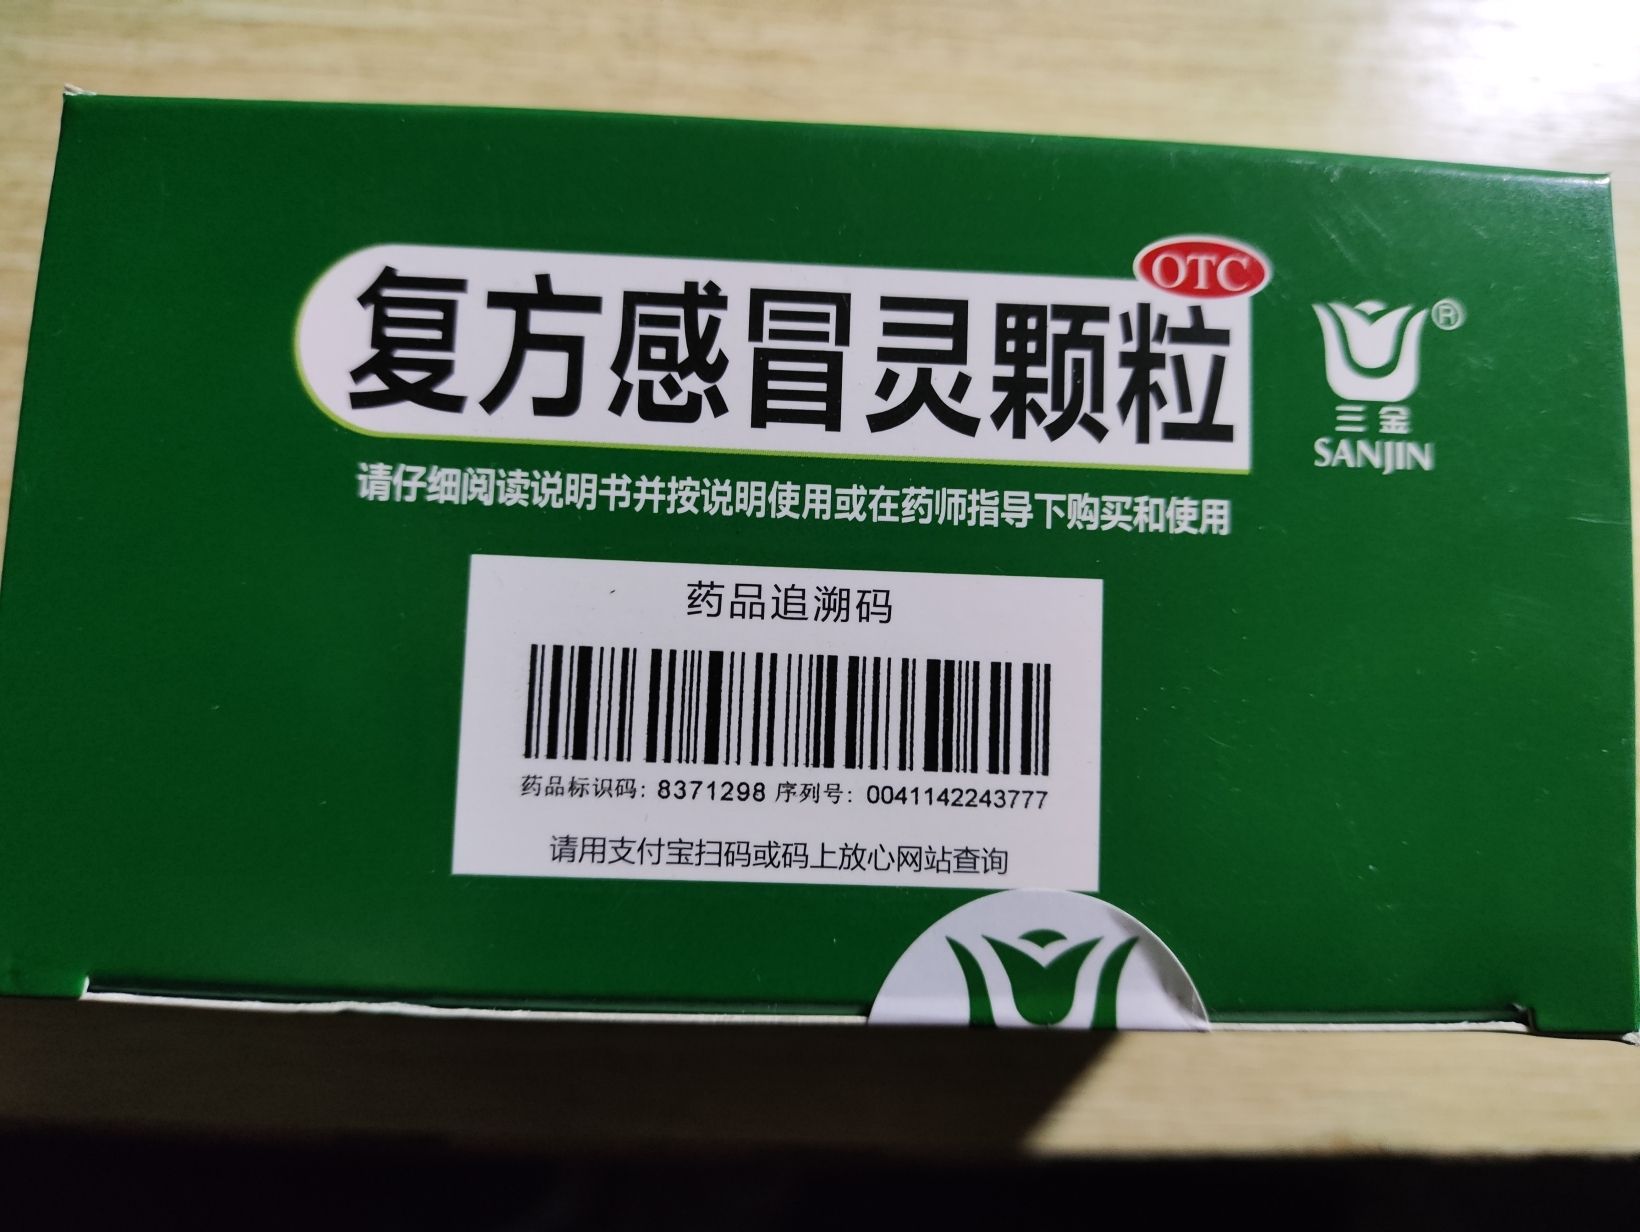 OTC
复方感冒灵颗粒
®
三金
SANJIN
请仔细阅读说明书并按说明使用或在药师指导下购买和使用
药品追溯码
药品标识码：8371298 序列号：0041142243777
请用支付宝扫码或码上放心网站查询